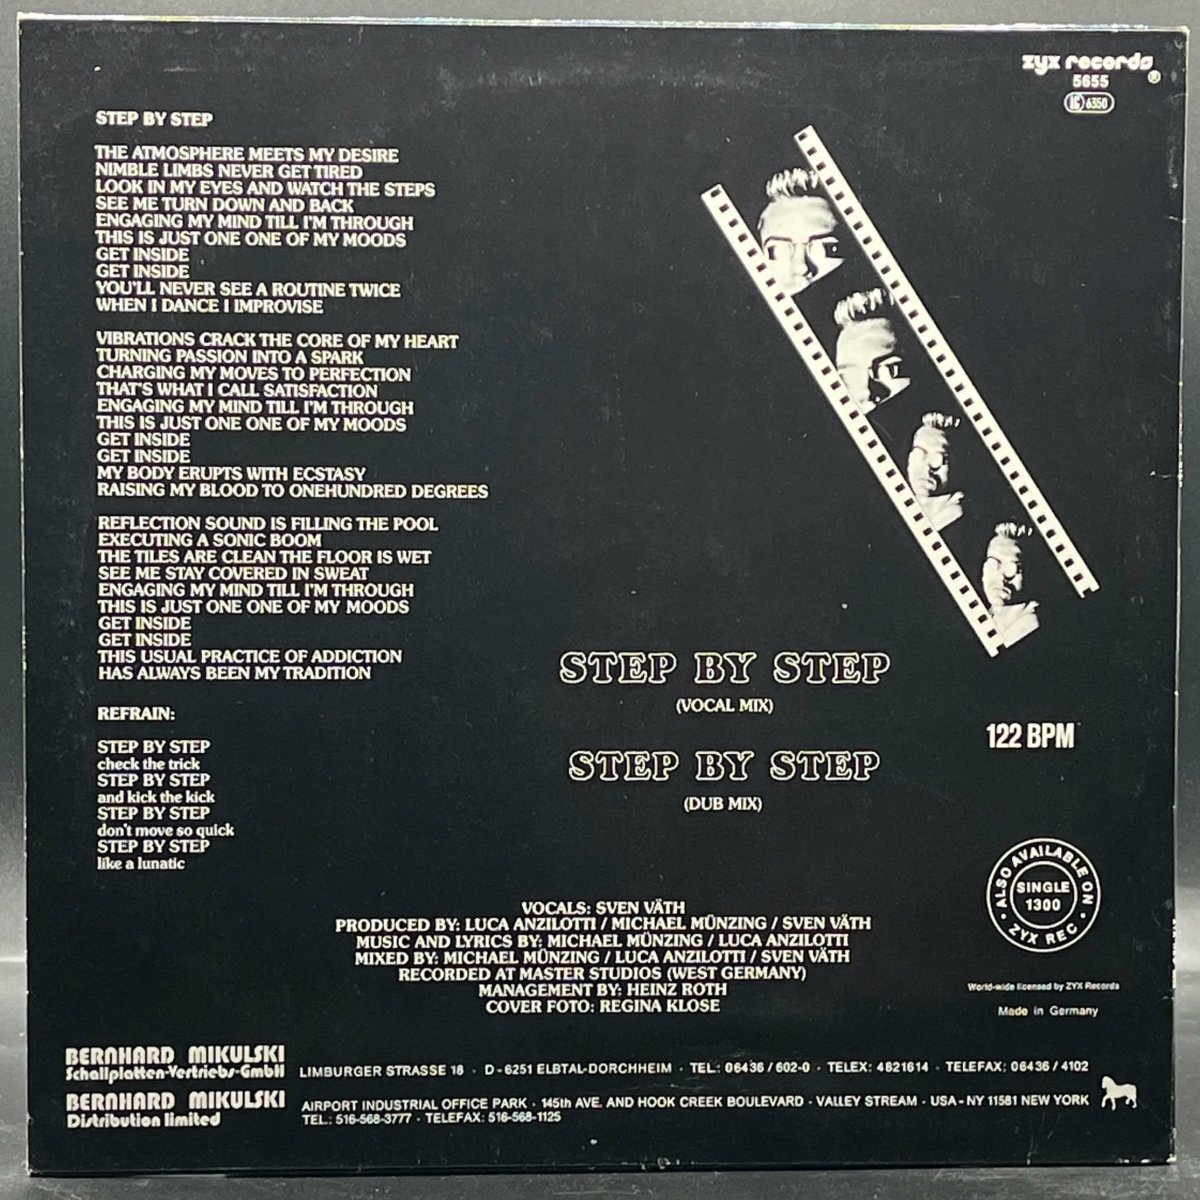 zyx records
5655
LC 6350
STEP BY STEP
THE ATMOSPHERE MEETS MY DESIRE
NIMBLE LIMBS NEVER GET TIRED
LOOK IN MY EYES AND WATCH THE STEPS
SEE ME TURN DOWN AND BACK
ENGAGING MY MIND TILL I'M THROUGH
THIS IS JUST ONE ONE OF MY MOODS
GET INSIDE
GET INSIDE
YOU'LL NEVER SEE A ROUTINE TWICE
WHEN I DANCE I IMPROVISE
VIBRATIONS CRACK THE CORE OF MY HEART
TURNING PASSION INTO A SPARK
CHARGING MY MOVES TO PERFECTION
THAT'S WHAT I CALL SATISFACTION
ENGAGING MY MIND TILL I'M THROUGH
THIS IS JUST ONE ONE OF MY MOODS
GET INSIDE
GET INSIDE
MY BODY ERUPTS WITH ECSTASY
RAISING MY BLOOD TO ONEHUNDRED DEGREES
REFLECTION SOUND IS FILLING THE POOL
EXECUTING A SONIC BOOM
THE TILES ARE CLEAN THE FLOOR IS WET
SEE ME STAY COVERED IN SWEAT
ENGAGING MY MIND TILL I'M THROUGH
THIS IS JUST ONE ONE OF MY MOODS
GET INSIDE
GET INSIDE
THIS USUAL PRACTICE OF ADDICTION
HAS ALWAYS BEEN MY TRADITION
REFRAIN:
STEP BY STEP
check the trick
STEP BY STEP
and kick the kick
STEP BY STEP
don't move so quick
STEP BY STEP
like a lunatic
STEP BY STEP
(VOCAL MIX)
STEP BY STEP
(DUB MIX)
122 BPM
ALSO AVAILABLE ON
SINGLE
1300
ZYX REC
VOCALS: SVEN VÄTH
PRODUCED BY: LUCA ANZILOTTI / MICHAEL MÜNZING / SVEN VÄTH
MUSIC AND LYRICS BY: MICHAEL MÜNZING / LUCA ANZILOTTI
MIXED BY: MICHAEL MÜNZING / LUCA ANZILOTTI / SVEN VÄTH
RECORDED AT MASTER STUDIOS (WEST GERMANY)
MANAGEMENT BY: HEINZ ROTH
COVER FOTO: REGINA KLOSE
World-wide licensed by ZYX Records
Made in Germany
BERNHARD MIKULSKI
Schallplatten-Vertriebs-GmbH
LIMBURGER STRASSE 18 · D-6251 ELBTAL-DORCHHEIM · TEL.: 06436 / 602-0 · TELEX: 4821614 · TELEFAX: 06436 / 4102
BERNHARD MIKULSKI
Distribution limited
AIRPORT INDUSTRIAL OFFICE PARK · 145th AVE. AND HOOK CREEK BOULEVARD · VALLEY STREAM · USA - NY 11581 NEW YORK
TEL.: 516-568-3777 · TELEFAX: 516-568-1125